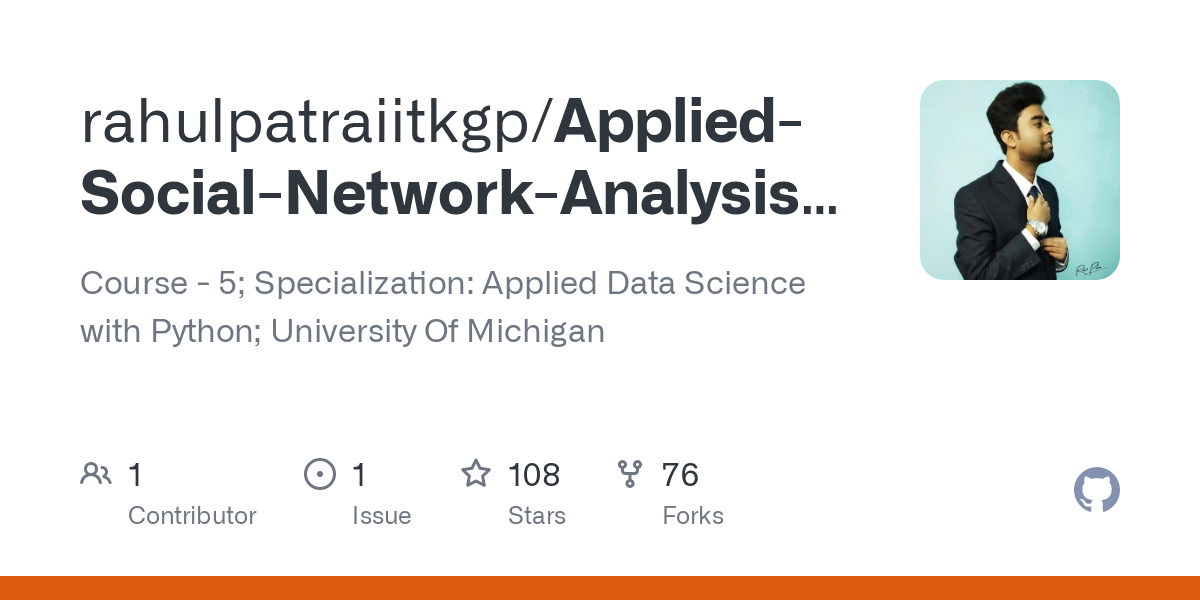 rahulpatraiitkgp/Applied-
Social-Network-Analysis...
Course - 5; Specialization: Applied Data Science
with Python; University Of Michigan
1
Contributor
1
Issue
108
Stars
76
Forks